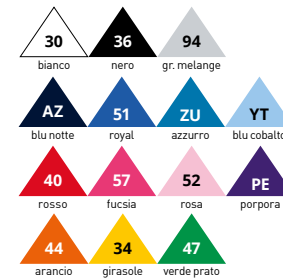 30 36 94
bianco nero gr. melange
AZ 51 ZU YT
blu notte royal azzurro blu cobalto
40 57 52 PE
rosso fucsia rosa porpora
44 34 47
arancio girasole verde prato